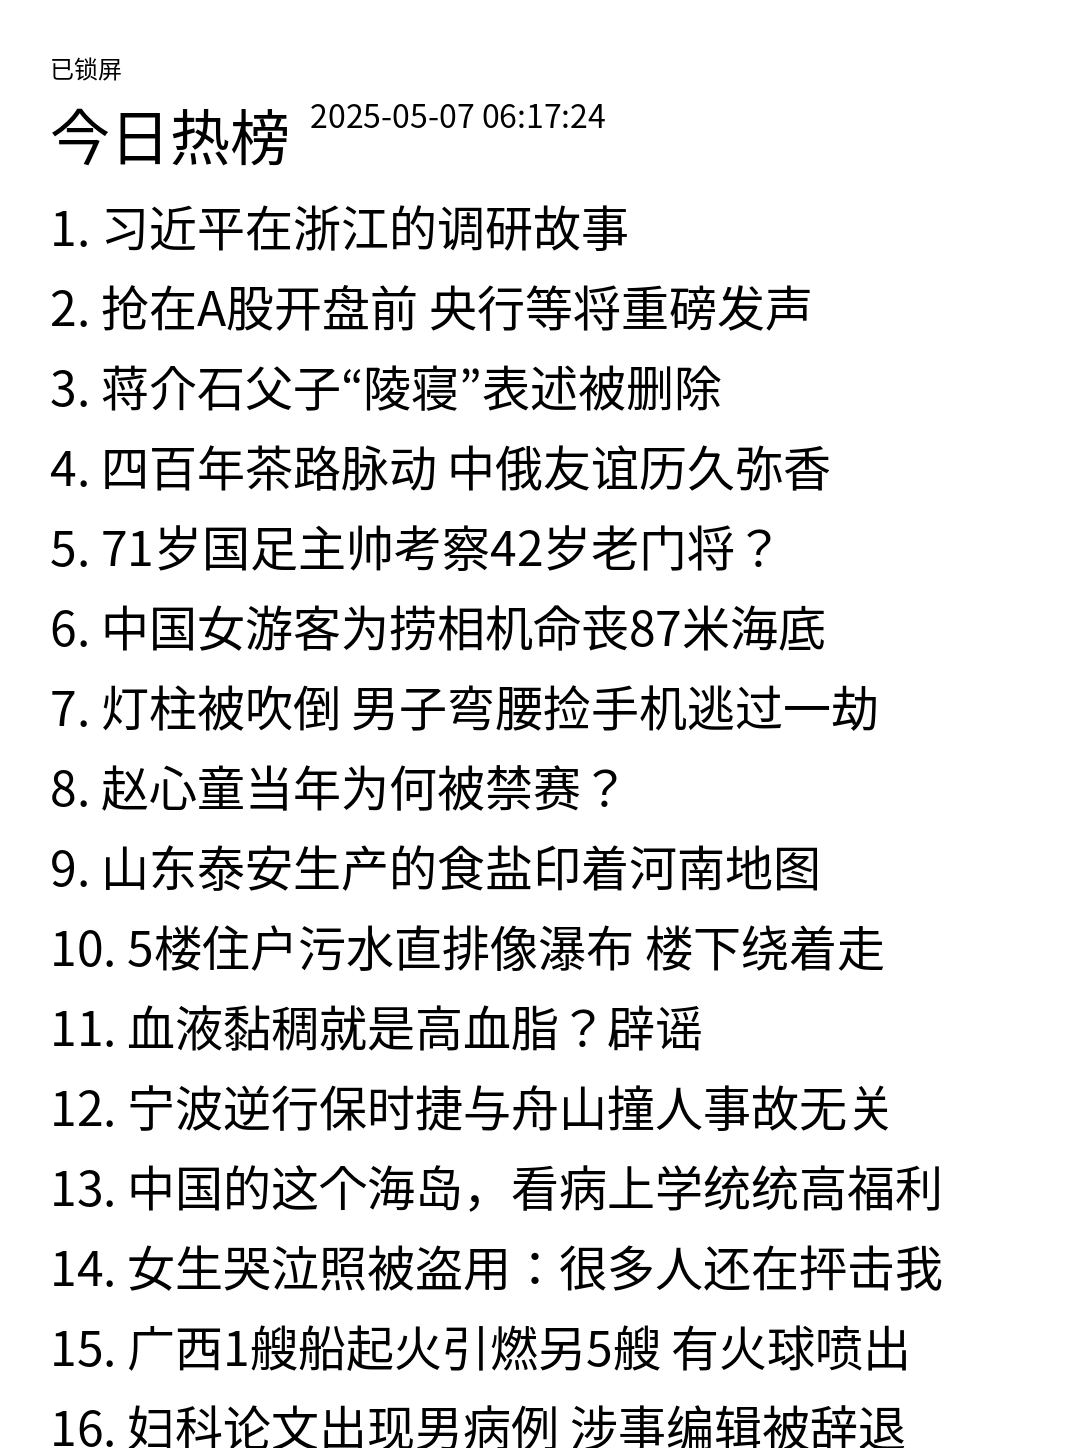 已锁屏
今日热榜 2025-05-07 06:17:24
1. 习近平在浙江的调研故事
2. 抢在A股开盘前 央行等将重磅发声
3. 蒋介石父子“陵寝”表述被删除
4. 四百年茶路脉动 中俄友谊历久弥香
5. 71岁国足主帅考察42岁老门将？
6. 中国女游客为捞相机命丧87米海底
7. 灯柱被吹倒 男子弯腰捡手机逃过一劫
8. 赵心童当年为何被禁赛？
9. 山东泰安生产的食盐印着河南地图
10. 5楼住户污水直排像瀑布 楼下绕着走
11. 血液黏稠就是高血脂？辟谣
12. 宁波逆行保时捷与舟山撞人事故无关
13. 中国的这个海岛，看病上学统统高福利
14. 女生哭泣照被盗用：很多人还在抨击我
15. 广西1艘船起火引燃另5艘 有火球喷出
16. 妇科论文出现男病例 涉事编辑被辞退